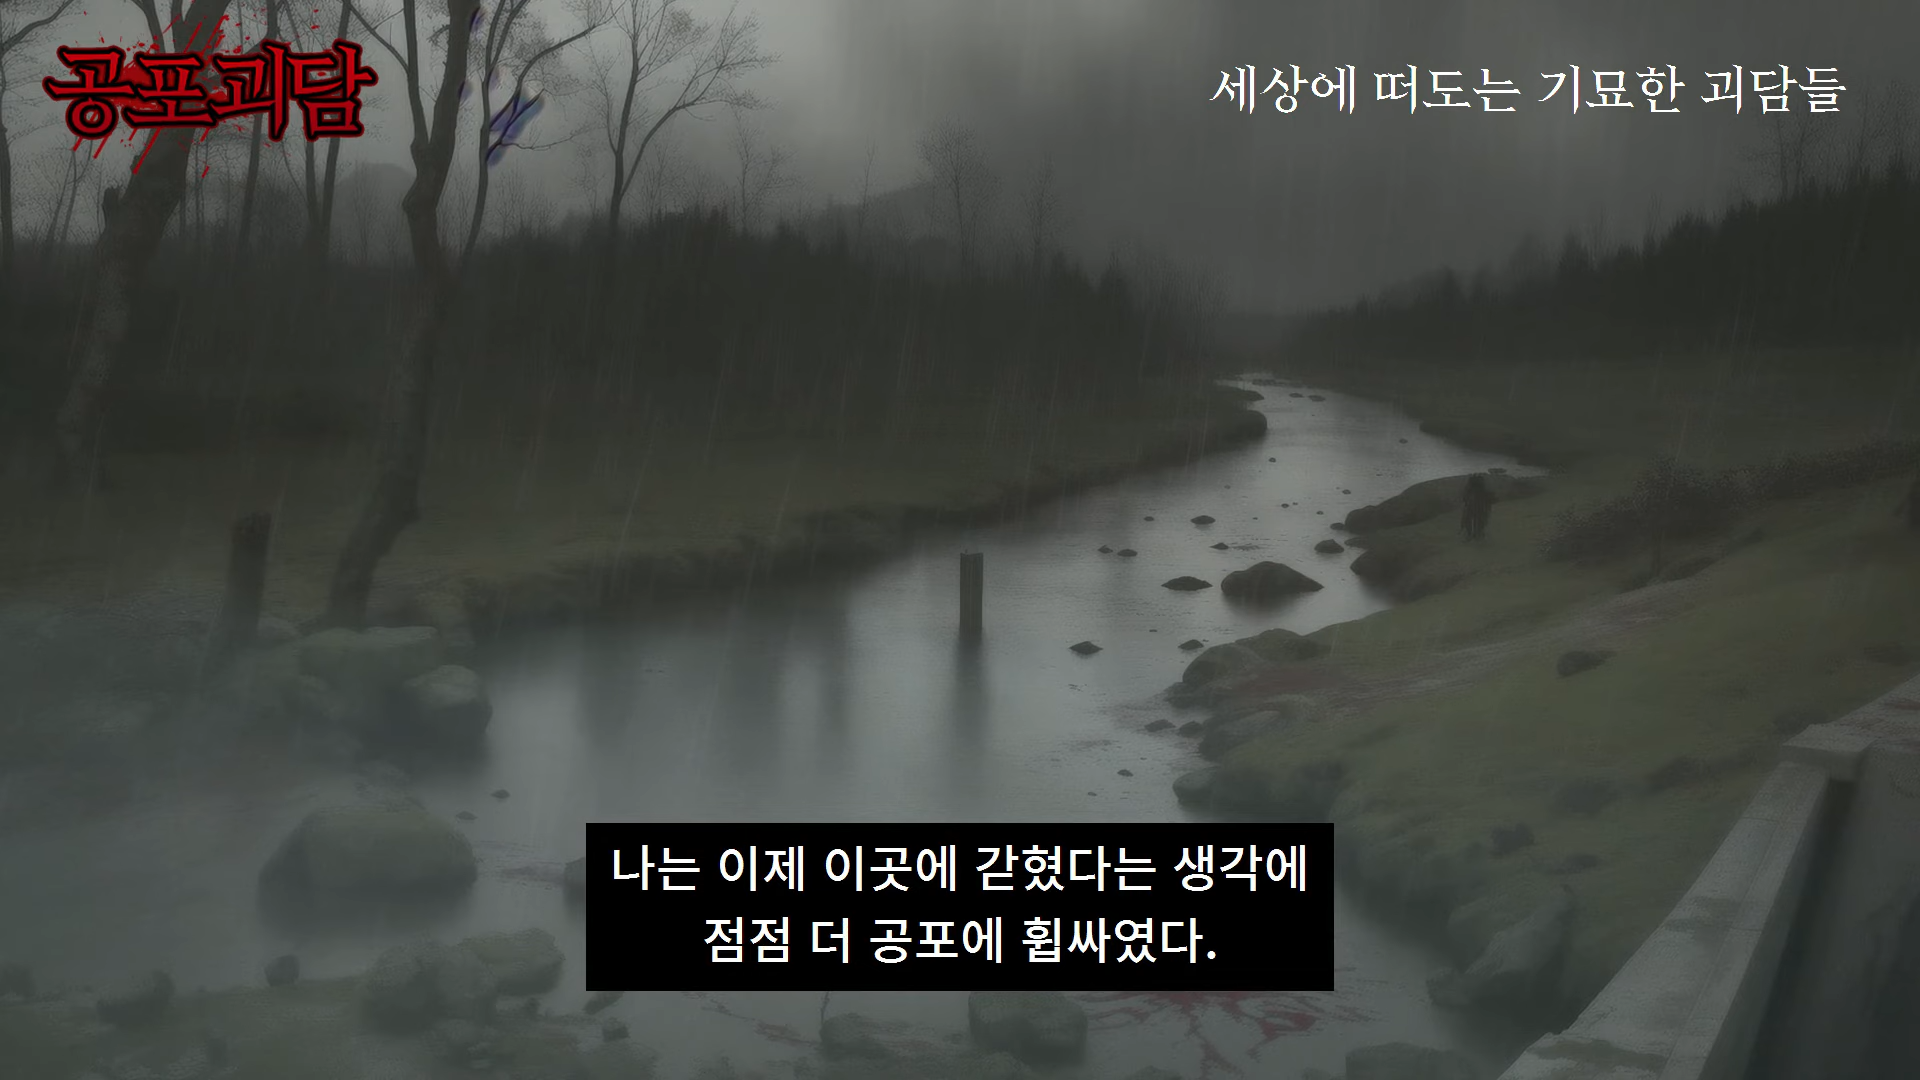 공포괴담
세상에 떠도는 기묘한 괴담들
나는 이제 이곳에 갇혔다는 생각에
점점 더 공포에 휩싸였다.